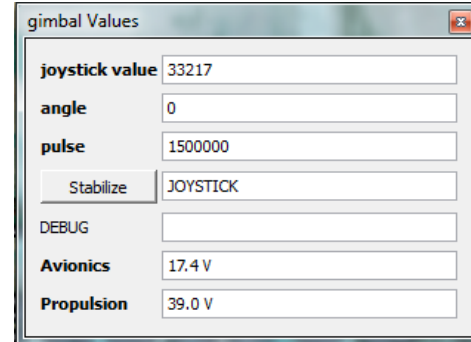 gimbal Values
joystick value 33217
angle 0
pulse 1500000
Stabilize JOYSTICK
DEBUG
Avionics 17.4 V
Propulsion 39.0 V